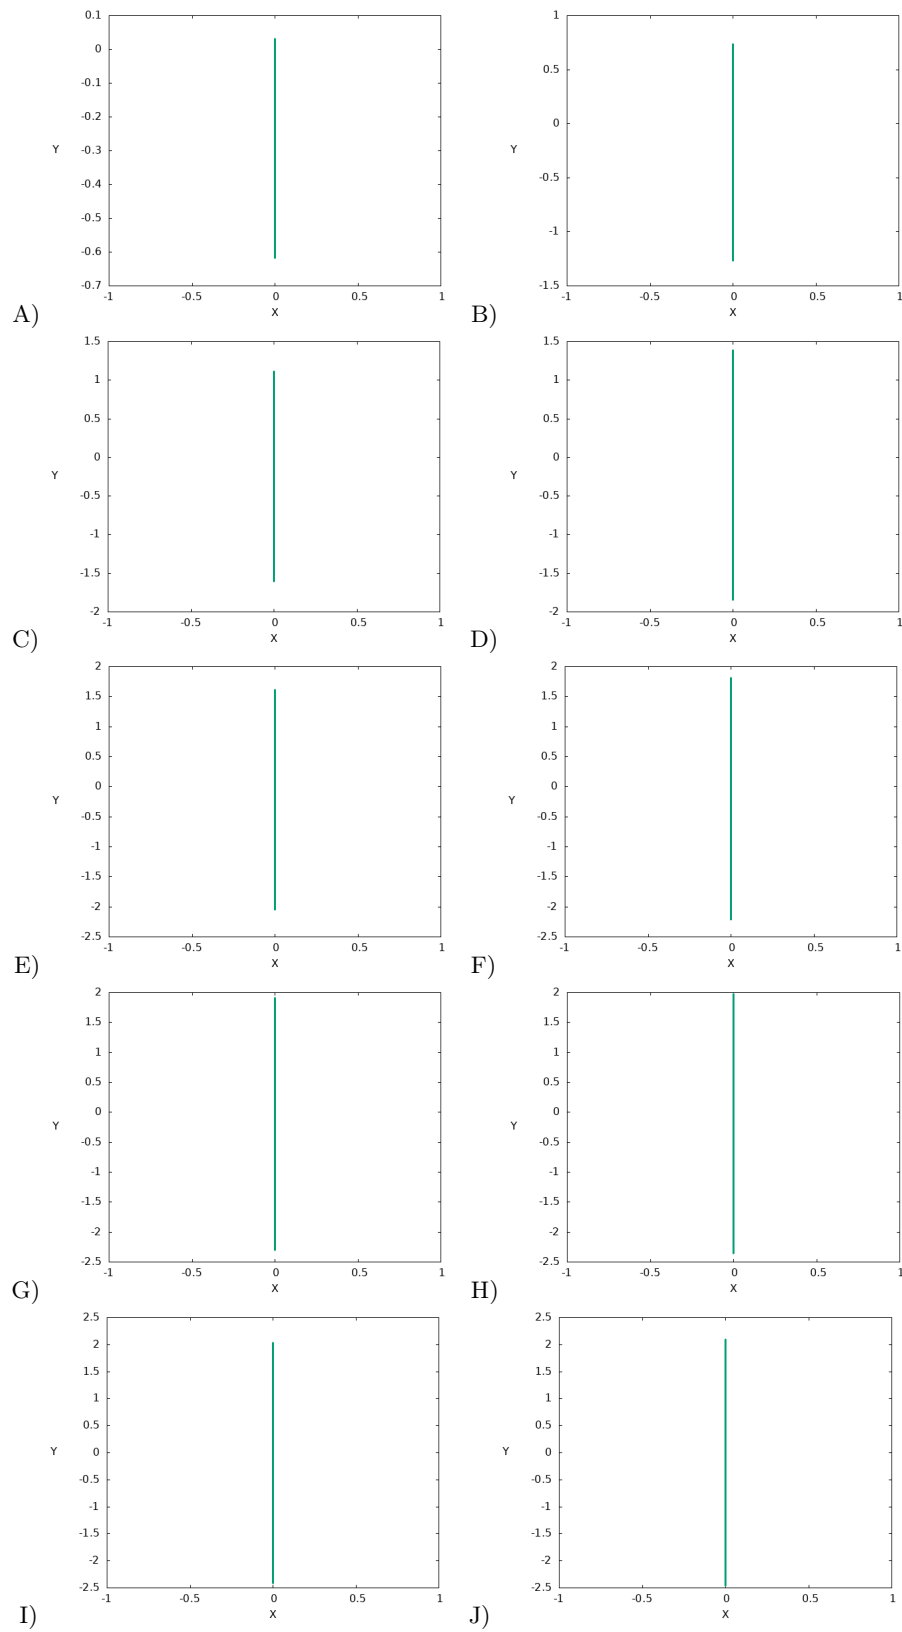 0.1 1
0 0.5
-0.1
-0.2 0
Y -0.3 Y
-0.4 -0.5
-0.5
-0.6 -1
-0.7 -1.5
-1 -0.5 0 0.5 1 -1 -0.5 0 0.5 1
X X
A) B)
1.5 1.5
1 1
0.5 0.5
0 0
Y Y
-0.5 -0.5
-1 -1
-1.5 -1.5
-2 -2
-1 -0.5 0 0.5 1 -1 -0.5 0 0.5 1
X X
C) D)
2 2
1.5 1.5
1 1
0.5 0.5
0 0
Y Y
-0.5 -0.5
-1 -1
-1.5 -1.5
-2 -2
-2.5 -2.5
-1 -0.5 0 0.5 1 -1 -0.5 0 0.5 1
X X
E) F)
2 2
1.5 1.5
1 1
0.5 0.5
0 0
Y Y
-0.5 -0.5
-1 -1
-1.5 -1.5
-2 -2
-2.5 -2.5
-1 -0.5 0 0.5 1 -1 -0.5 0 0.5 1
X X
G) H)
2.5 2.5
2 2
1.5 1.5
1 1
0.5 0.5
Y 0 Y 0
-0.5 -0.5
-1 -1
-1.5 -1.5
-2 -2
-2.5 -2.5
-1 -0.5 0 0.5 1 -1 -0.5 0 0.5 1
X X
I) J)